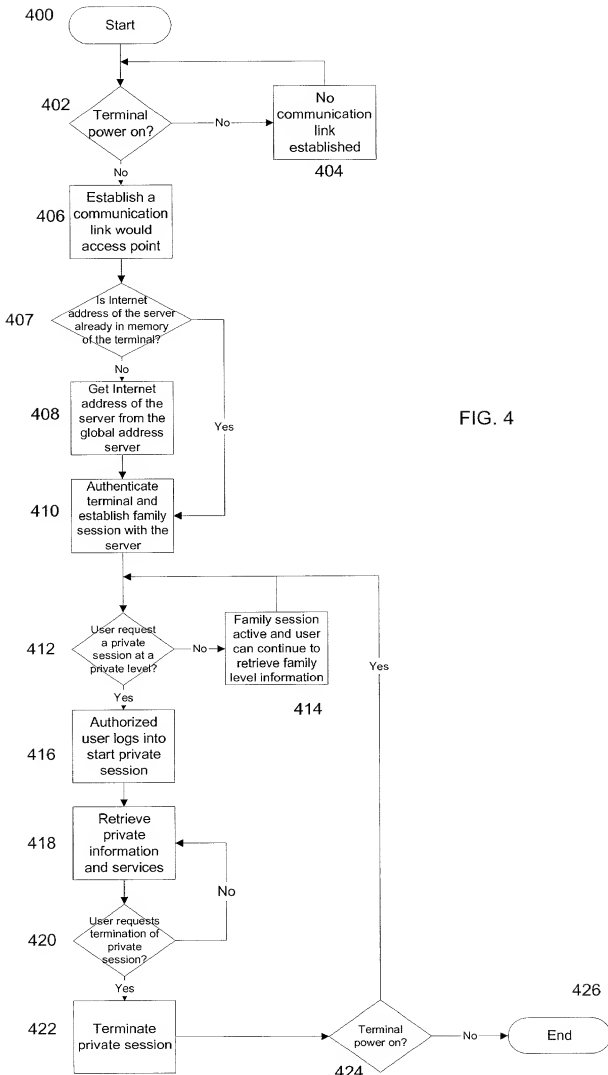 400
Start
402
Terminal
power on?
No
No
communication
link
established
404
No
406
Establish a
communication
link would
access point
407
Is Internet
address of the server
already in memory
of the terminal?
No
Yes
408
Get Internet
address of the
server from the
global address
server
FIG. 4
410
Authenticate
terminal and
establish family
session with the
server
412
User request
a private
session at a
private level?
No
Family session
active and user
can continue to
retrieve family
level information
414
Yes
Yes
416
Authorized
user logs into
start private
session
418
Retrieve
private
information
and services
No
420
User requests
termination of
private
session?
Yes
422
Terminate
private session
Terminal
power on?
424
No
426
End